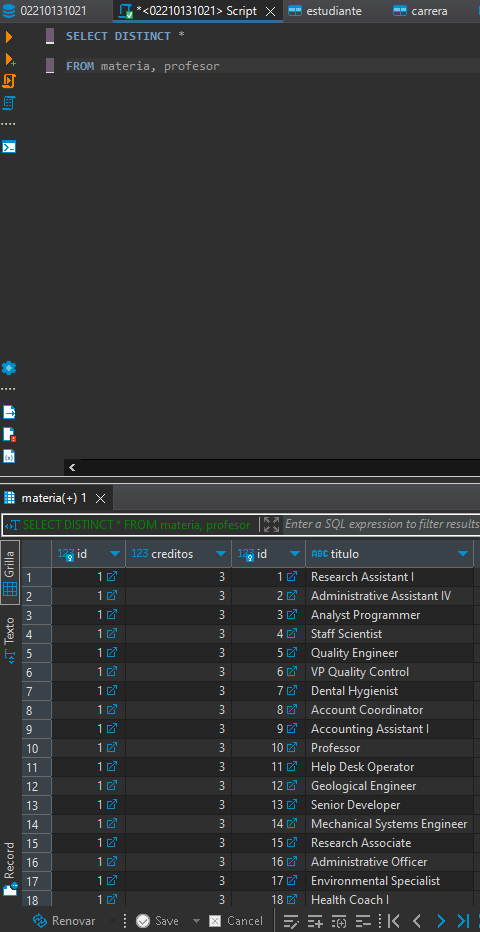 02210131021 *<02210131021> Script estudiante carrera
SELECT DISTINCT *
FROM materia, profesor
materia(+) 1
SELECT DISTINCT * FROM materia, profesor Enter a SQL expression to filter results
Grilla
Texto
Record
123 id 123 creditos 123 id ABC titulo
1 1 3 1 Research Assistant I
2 1 3 2 Administrative Assistant IV
3 1 3 3 Analyst Programmer
4 1 3 4 Staff Scientist
5 1 3 5 Quality Engineer
6 1 3 6 VP Quality Control
7 1 3 7 Dental Hygienist
8 1 3 8 Account Coordinator
9 1 3 9 Accounting Assistant I
10 1 3 10 Professor
11 1 3 11 Help Desk Operator
12 1 3 12 Geological Engineer
13 1 3 13 Senior Developer
14 1 3 14 Mechanical Systems Engineer
15 1 3 15 Research Associate
16 1 3 16 Administrative Officer
17 1 3 17 Environmental Specialist
18 1 3 18 Health Coach I
Renovar Save Cancel